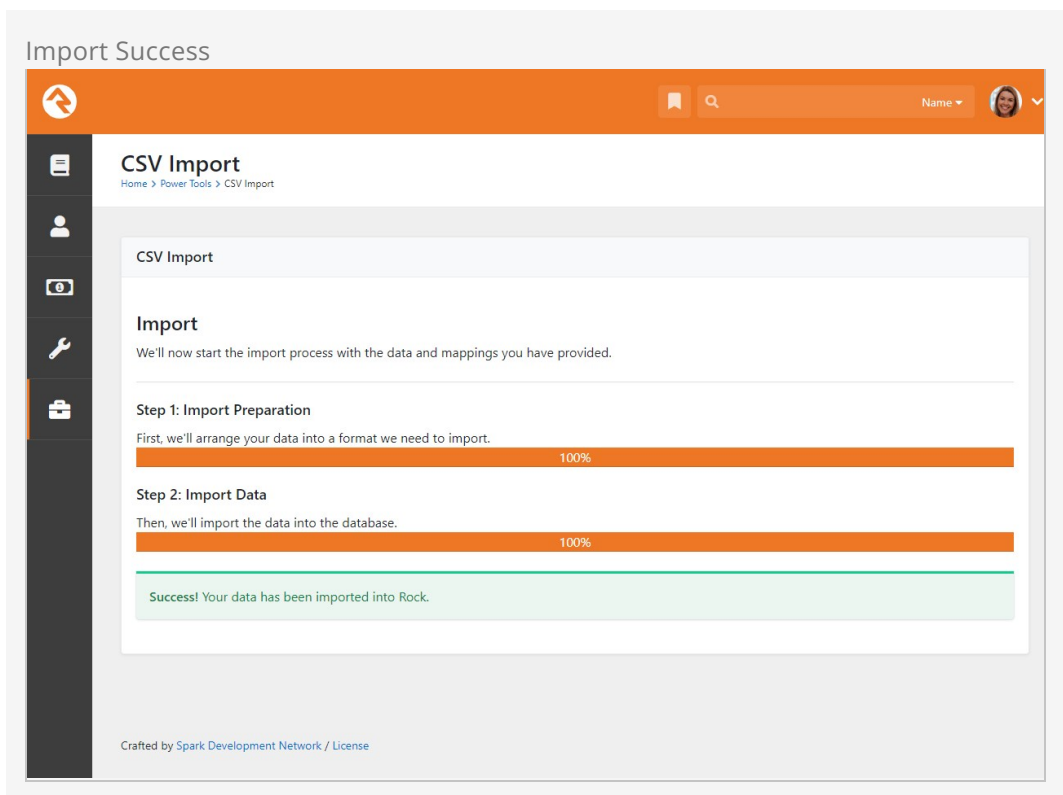 Import Success
Name
CSV Import
Home > Power Tools > CSV Import
CSV Import
Import
We'll now start the import process with the data and mappings you have provided.
Step 1: Import Preparation
First, we'll arrange your data into a format we need to import.
100%
Step 2: Import Data
Then, we'll import the data into the database.
100%
Success! Your data has been imported into Rock.
Crafted by Spark Development Network / License